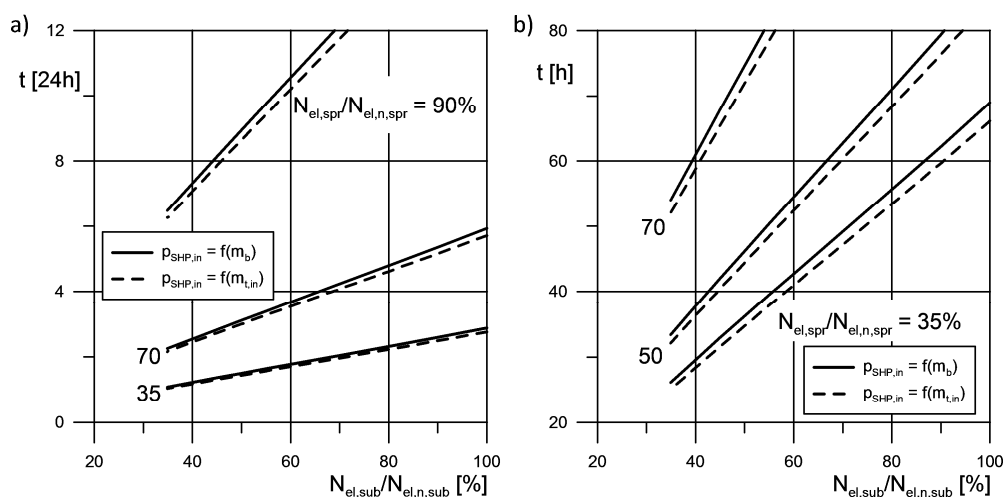 a)
12
t [24h]
8
4
0
N_el,spr/N_el,n,spr = 90%
p_SHP,in = f(m_b)
p_SHP,in = f(m_t,in)
70
35
20 40 60 80 100
N_el,sub/N_el,n,sub [%]
b)
80
t [h]
60
40
20
70
50
N_el,spr/N_el,n,spr = 35%
p_SHP,in = f(m_b)
p_SHP,in = f(m_t,in)
20 40 60 80 100
N_el,sub/N_el,n,sub [%]